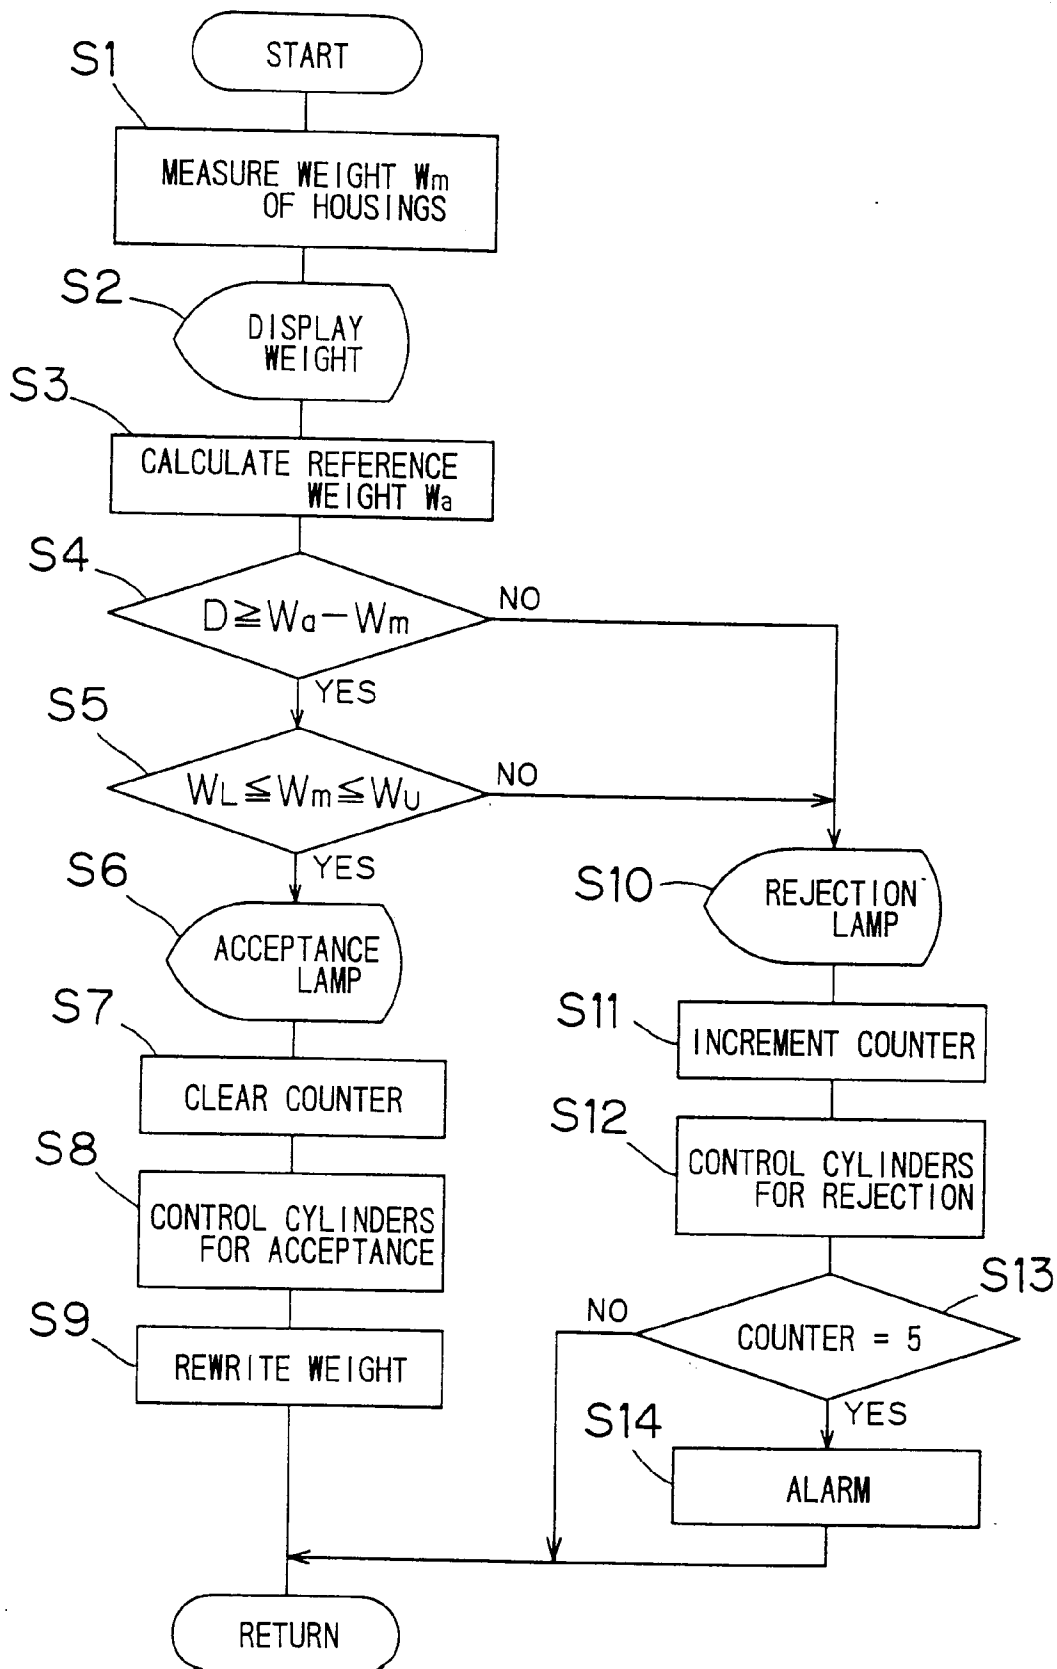 START
S1
MEASURE WEIGHT Wm
OF HOUSINGS
S2
DISPLAY
WEIGHT
S3
CALCULATE REFERENCE
WEIGHT Wa
S4
D≧Wa−Wm
NO
YES
S5
WL≦Wm≦WU
NO
YES
S6
ACCEPTANCE
LAMP
S7
CLEAR COUNTER
S8
CONTROL CYLINDERS
FOR ACCEPTANCE
S9
REWRITE WEIGHT
S10
REJECTION
LAMP
S11
INCREMENT COUNTER
S12
CONTROL CYLINDERS
FOR REJECTION
S13
COUNTER = 5
NO
YES
S14
ALARM
RETURN